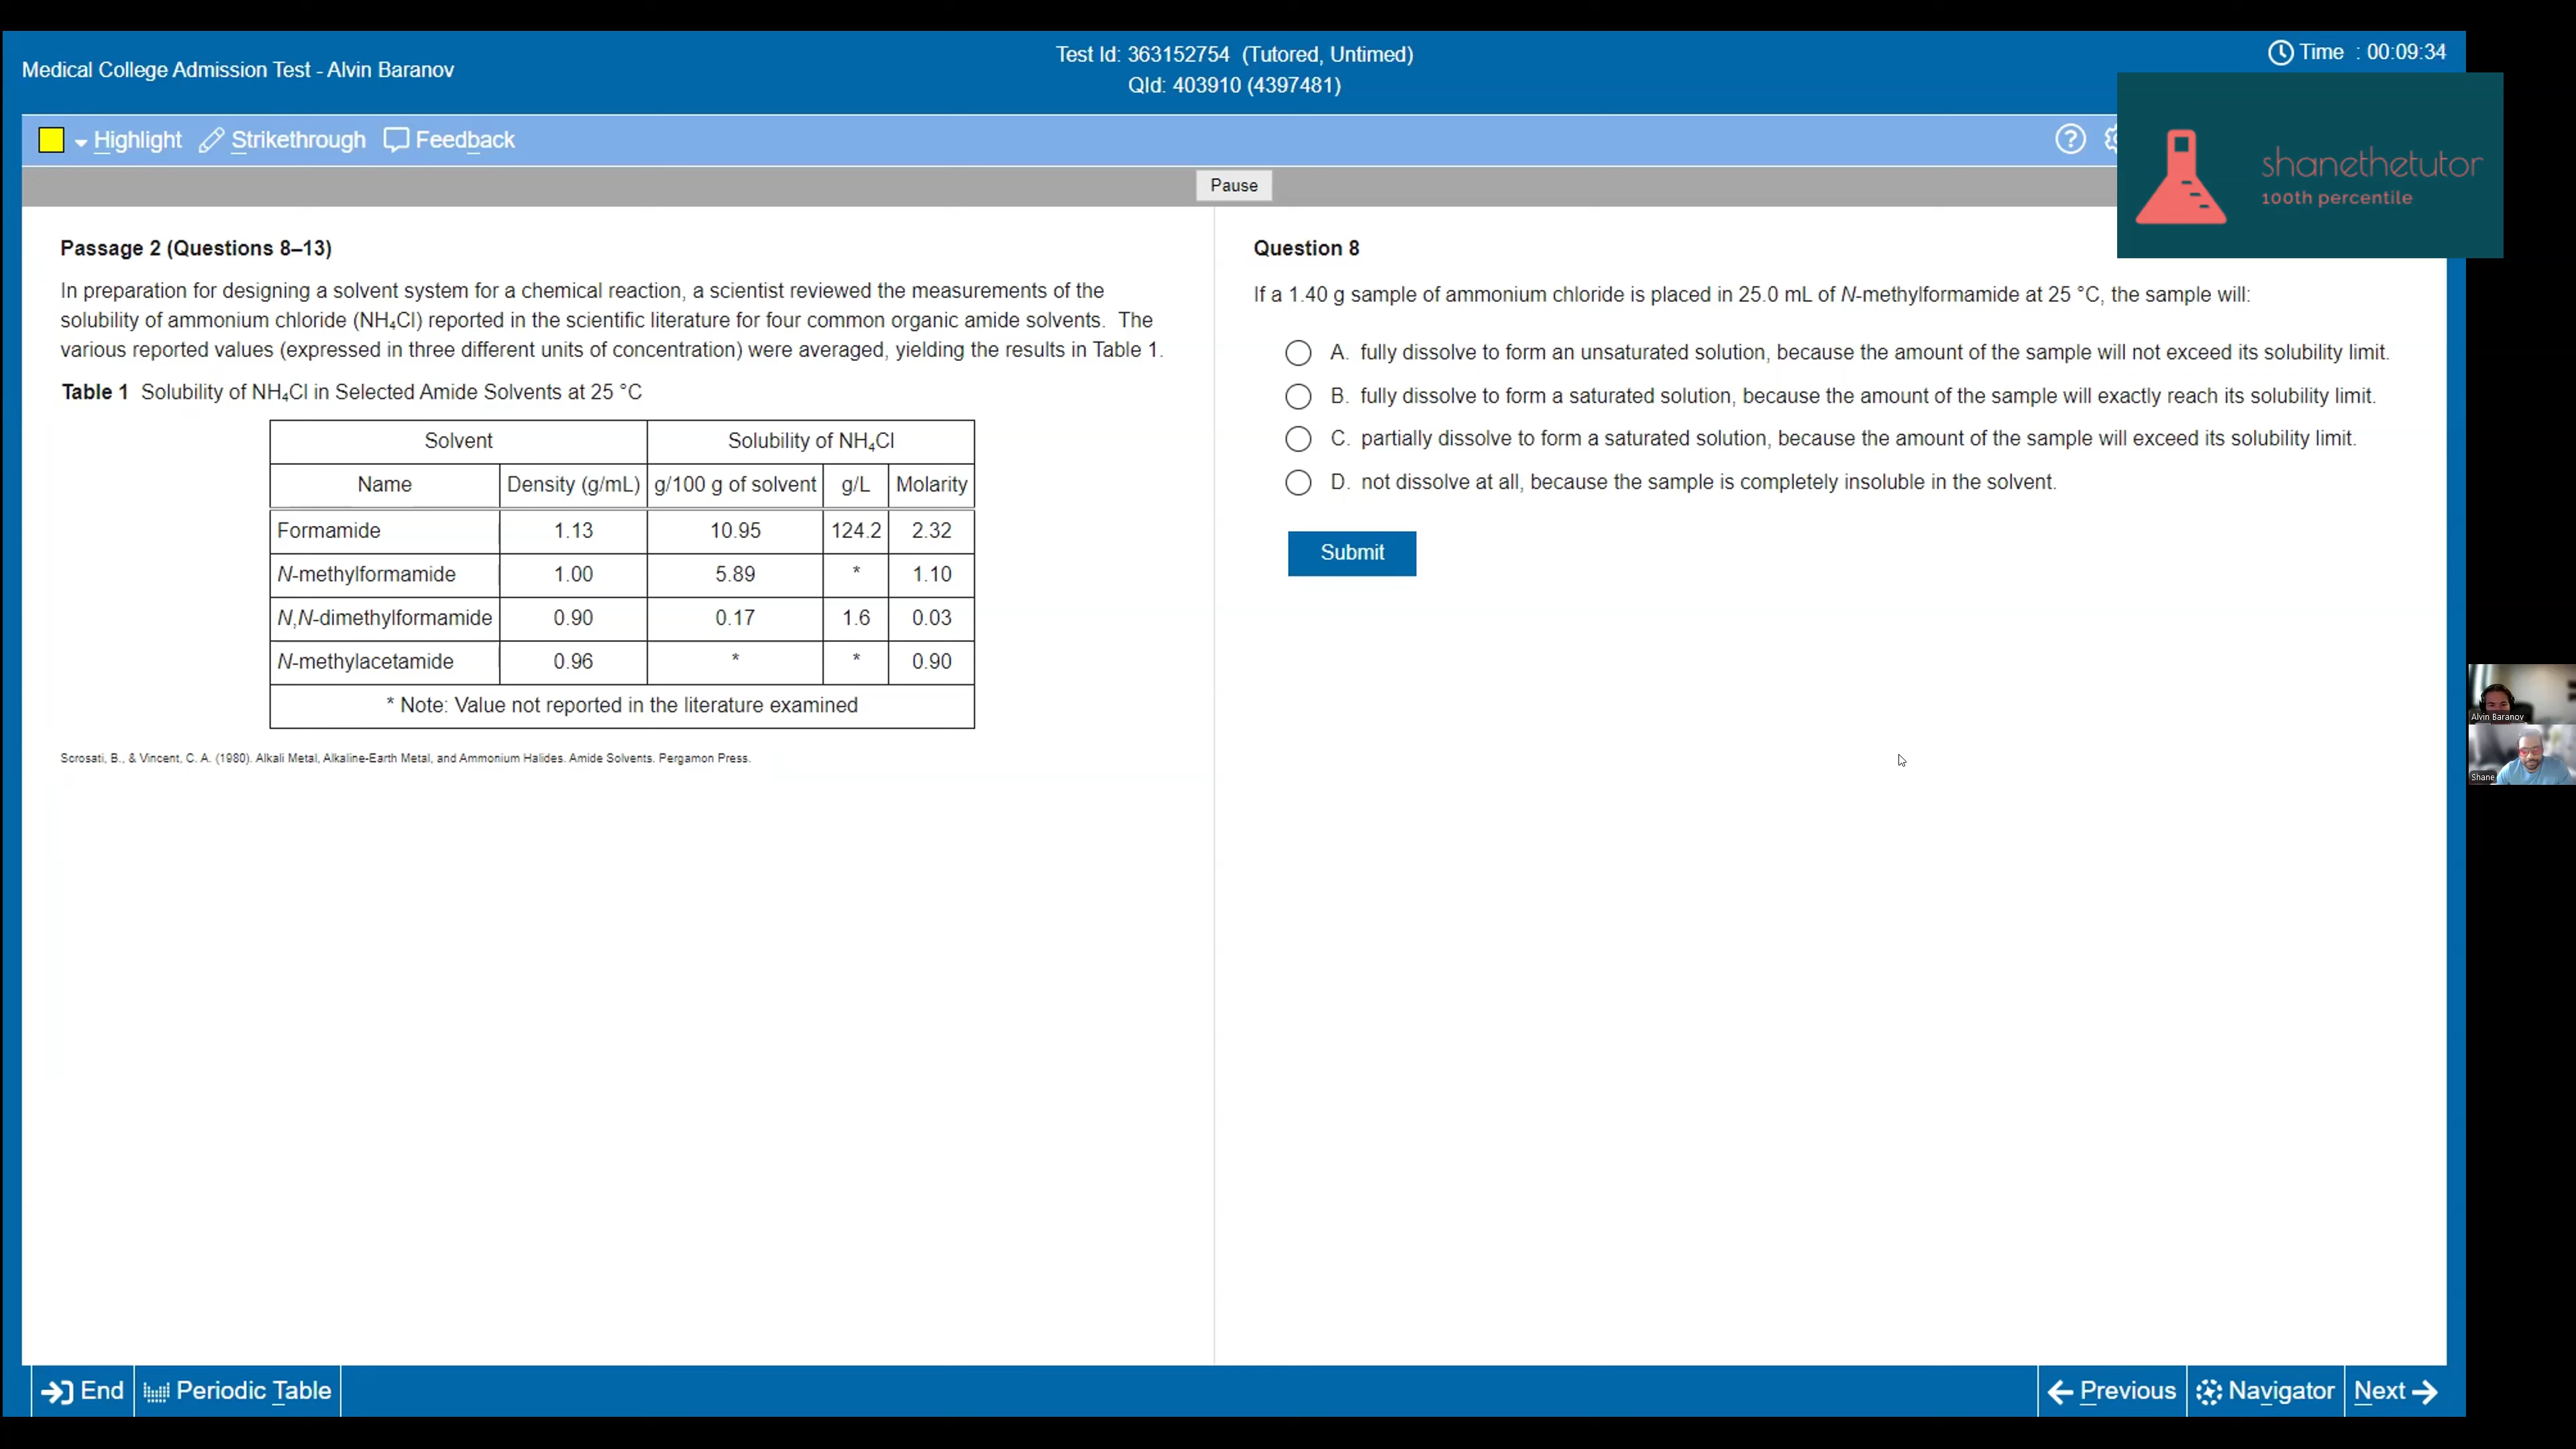 Medical College Admission Test - Alvin Baranov
Test Id: 363152754 (Tutored, Untimed)
QId: 403910 (4397481)
Time : 00:09:34
Highlight Strikethrough Feedback
shanethetutor
100th percentile
Pause
Passage 2 (Questions 8–13)
In preparation for designing a solvent system for a chemical reaction, a scientist reviewed the measurements of the
solubility of ammonium chloride (NH₄Cl) reported in the scientific literature for four common organic amide solvents. The
various reported values (expressed in three different units of concentration) were averaged, yielding the results in Table 1.
Table 1 Solubility of NH₄Cl in Selected Amide Solvents at 25 °C
Solvent Solubility of NH₄Cl
Name Density (g/mL) g/100 g of solvent g/L Molarity
Formamide 1.13 10.95 124.2 2.32
N-methylformamide 1.00 5.89 * 1.10
N,N-dimethylformamide 0.90 0.17 1.6 0.03
N-methylacetamide 0.96 * * 0.90
* Note: Value not reported in the literature examined
Scrosati, B., & Vincent, C. A. (1980). Alkali Metal, Alkaline-Earth Metal, and Ammonium Halides. Amide Solvents. Pergamon Press.
Question 8
If a 1.40 g sample of ammonium chloride is placed in 25.0 mL of N-methylformamide at 25 °C, the sample will:
A. fully dissolve to form an unsaturated solution, because the amount of the sample will not exceed its solubility limit.
B. fully dissolve to form a saturated solution, because the amount of the sample will exactly reach its solubility limit.
C. partially dissolve to form a saturated solution, because the amount of the sample will exceed its solubility limit.
D. not dissolve at all, because the sample is completely insoluble in the solvent.
Submit
Alvin Baranov
Shane
End Periodic Table
Previous Navigator Next